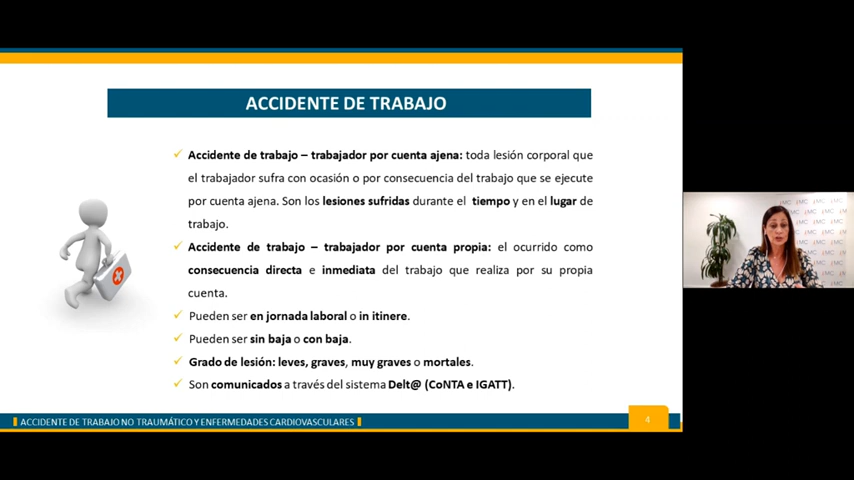 ACCIDENTE DE TRABAJO
✓ Accidente de trabajo – trabajador por cuenta ajena: toda lesión corporal que
el trabajador sufra con ocasión o por consecuencia del trabajo que se ejecute
por cuenta ajena. Son los lesiones sufridas durante el tiempo y en el lugar de
trabajo.
✓ Accidente de trabajo – trabajador por cuenta propia: el ocurrido como
consecuencia directa e inmediata del trabajo que realiza por su propia
cuenta.
✓ Pueden ser en jornada laboral o in itinere.
✓ Pueden ser sin baja o con baja.
✓ Grado de lesión: leves, graves, muy graves o mortales.
✓ Son comunicados a través del sistema Delt@ (CoNTA e IGATT).
ACCIDENTE DE TRABAJO NO TRAUMÁTICO Y ENFERMEDADES CARDIOVASCULARES
4